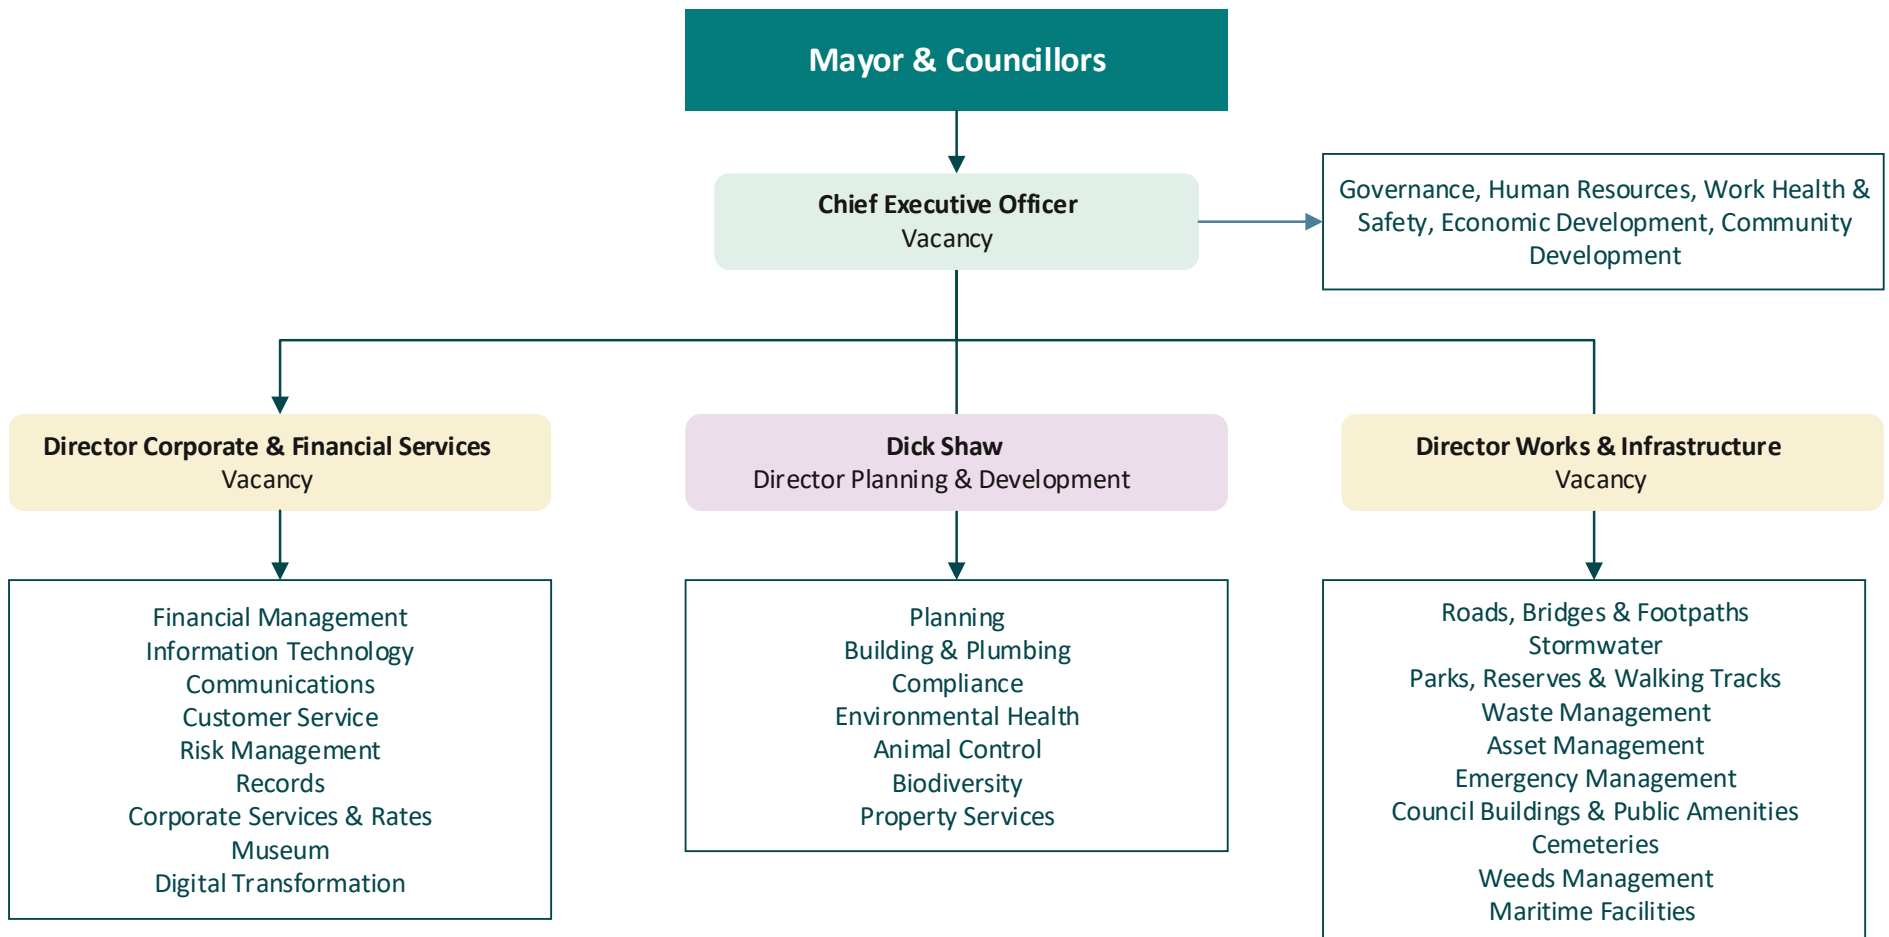 Mayor & Councillors
Chief Executive Officer
Vacancy
Governance, Human Resources, Work Health &
Safety, Economic Development, Community
Development
Director Corporate & Financial Services
Vacancy
Dick Shaw
Director Planning & Development
Director Works & Infrastructure
Vacancy
Financial Management
Information Technology
Communications
Customer Service
Risk Management
Records
Corporate Services & Rates
Museum
Digital Transformation
Planning
Building & Plumbing
Compliance
Environmental Health
Animal Control
Biodiversity
Property Services
Roads, Bridges & Footpaths
Stormwater
Parks, Reserves & Walking Tracks
Waste Management
Asset Management
Emergency Management
Council Buildings & Public Amenities
Cemeteries
Weeds Management
Maritime Facilities